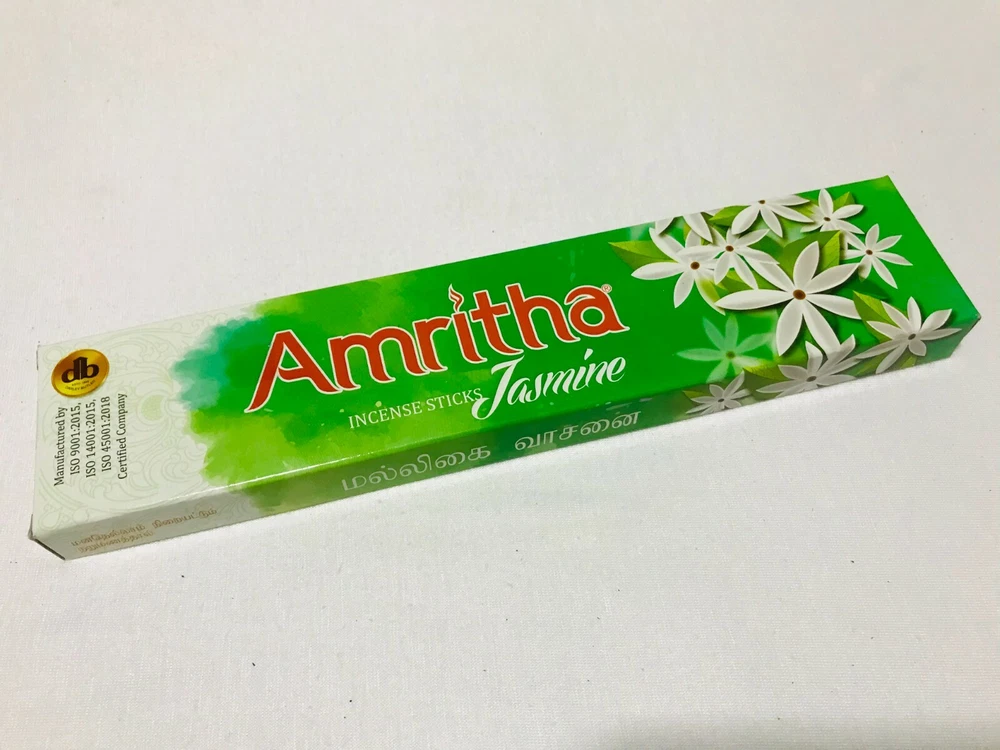 db
Manufactured by
ISO 9001:2015,
ISO 14001:2015,
ISO 45001:2018
Certified Company
Amritha®
INCENSE STICKS Jasmine
மல்லிகை வாசனை